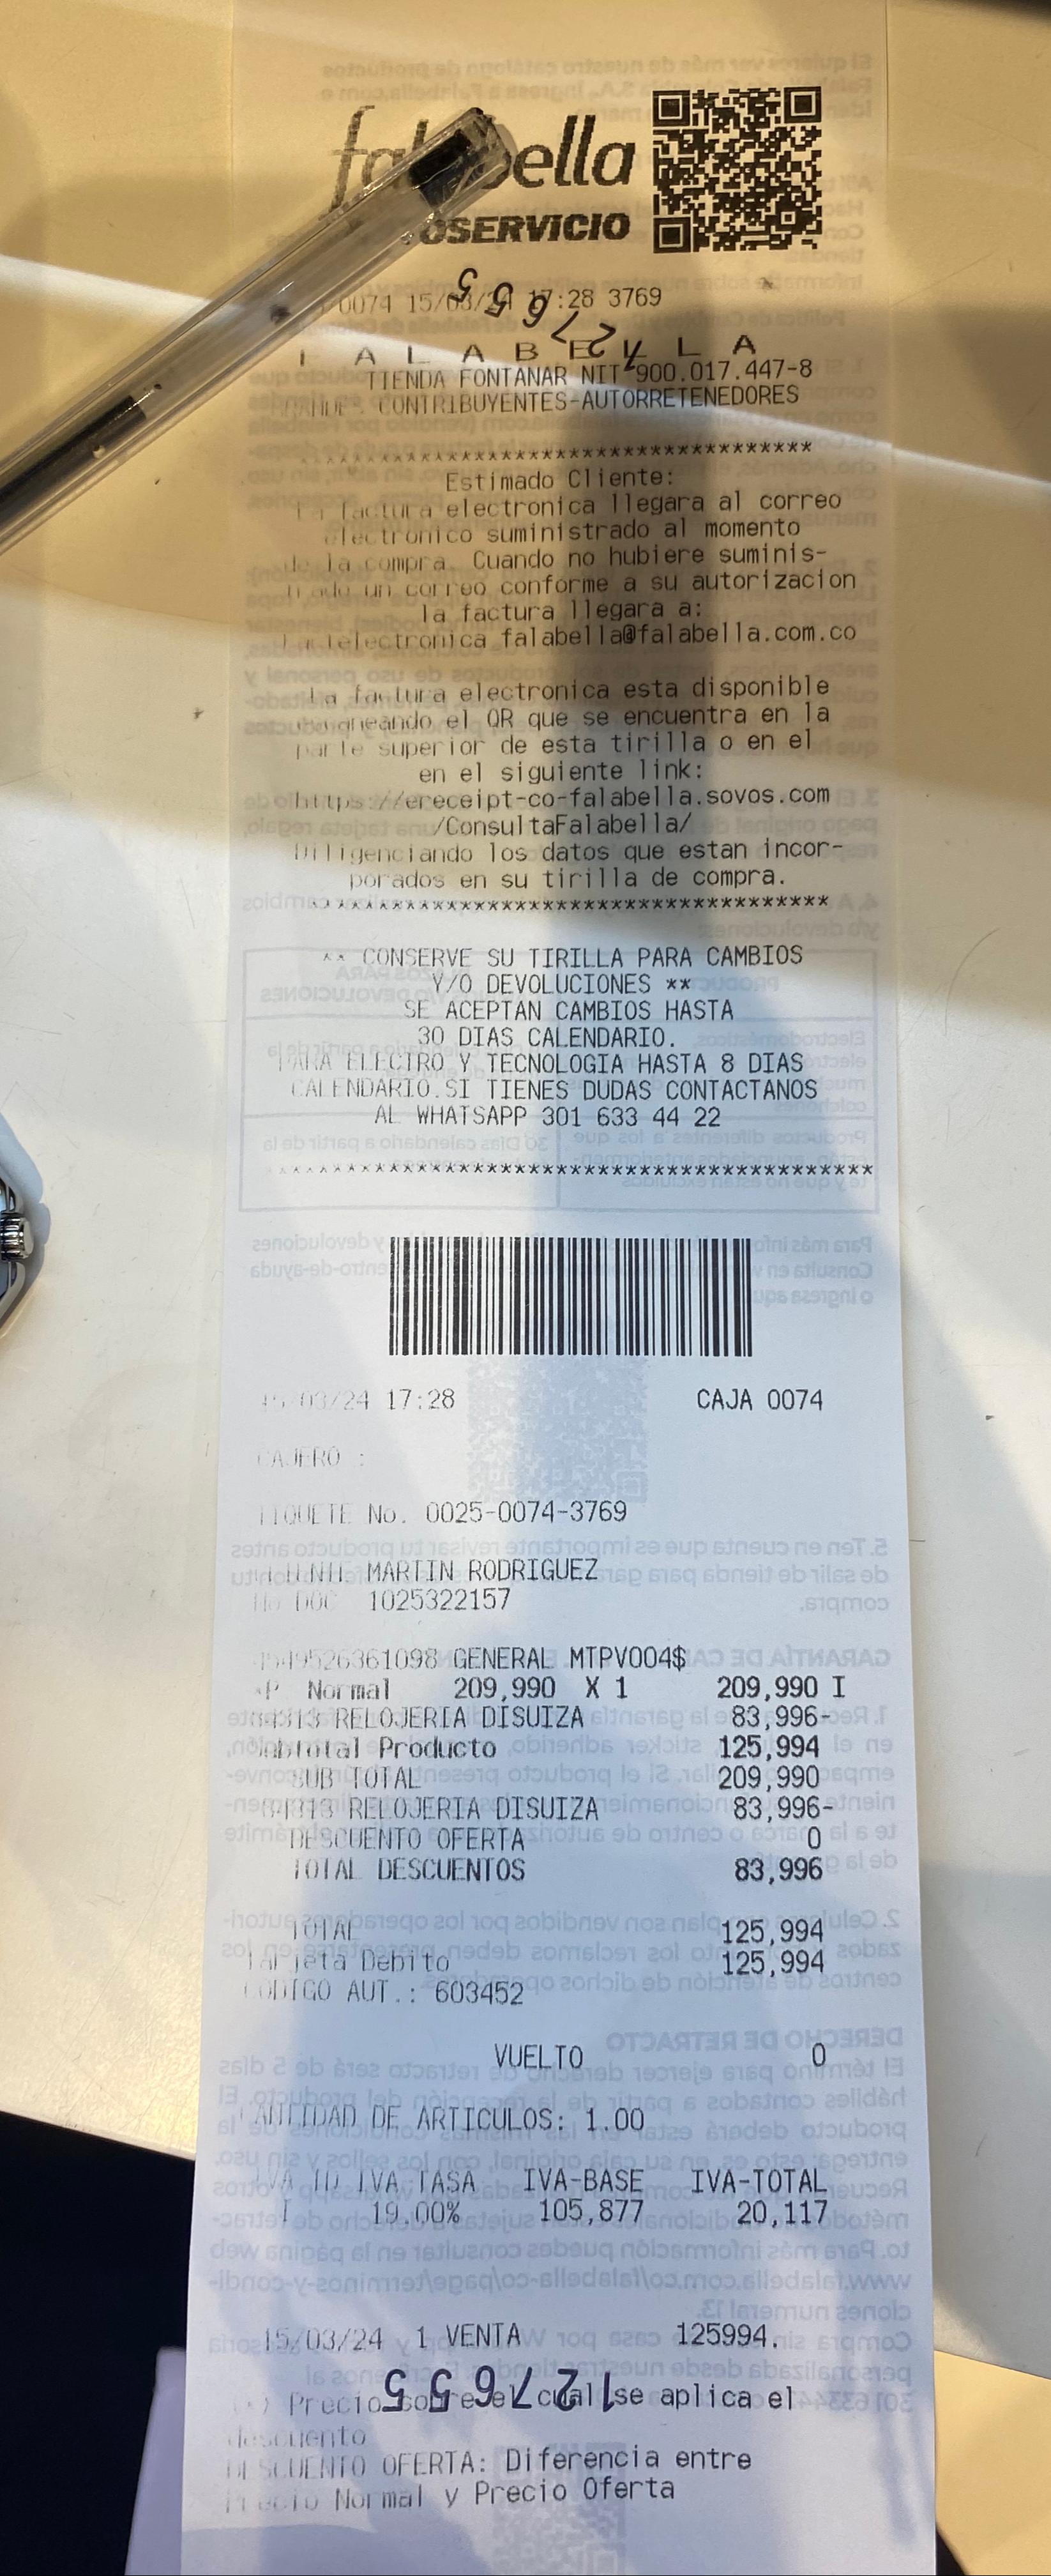 falabella
OSERVICIO
0074 15/03/24 17:28 3769
A L A B E L L A
TIENDA FONTANAR NIT 900.017.447-8
CONTRIBUYENTES-AUTORRETENEDORES
************************************
Estimado Cliente:
La factura electronica llegara al correo
electronico suministrado al momento
de la compra. Cuando no hubiere suminis-
trado un correo conforme a su autorizacion
la factura llegara a:
falabella@falabella.com.co
La factura electronica esta disponible
escaneando el QR que se encuentra en la
parte superior de esta tirilla o en el
en el siguiente link:
https://ereceipt-co-falabella.sovos.com
/ConsultaFalabella/
Diligenciando los datos que estan incor-
porados en su tirilla de compra.
**************************************
** CONSERVE SU TIRILLA PARA CAMBIOS
Y/O DEVOLUCIONES **
SE ACEPTAN CAMBIOS HASTA
30 DIAS CALENDARIO.
PARA ELECTRO Y TECNOLOGIA HASTA 8 DIAS
CALENDARIO.SI TIENES DUDAS CONTACTANOS
AL WHATSAPP 301 633 44 22
********************************************
15/03/24 17:28 CAJA 0074
CAJERO :
TIQUETE No. 0025-0074-3769
CLIENTE MARTIN RODRIGUEZ
No DOC 1025322157
4549526361098 GENERAL MTPV004$
*P. Normal 209,990 X 1 209,990 I
RELOJERIA DISUIZA 83,996-
Subtotal Producto 125,994
SUB TOTAL 209,990
RELOJERIA DISUIZA 83,996-
DESCUENTO OFERTA 0
TOTAL DESCUENTOS 83,996
TOTAL 125,994
Tarjeta Debito 125,994
CODIGO AUT.: 603452
VUELTO 0
CANTIDAD DE ARTICULOS: 1.00
IVA ID IVA TASA IVA-BASE IVA-TOTAL
I 19.00% 105,877 20,117
15/03/24 1 VENTA 125994.
1276555
(*) Precio sobre el cual se aplica el
descuento
DESCUENTO OFERTA: Diferencia entre
Precio Normal y Precio Oferta